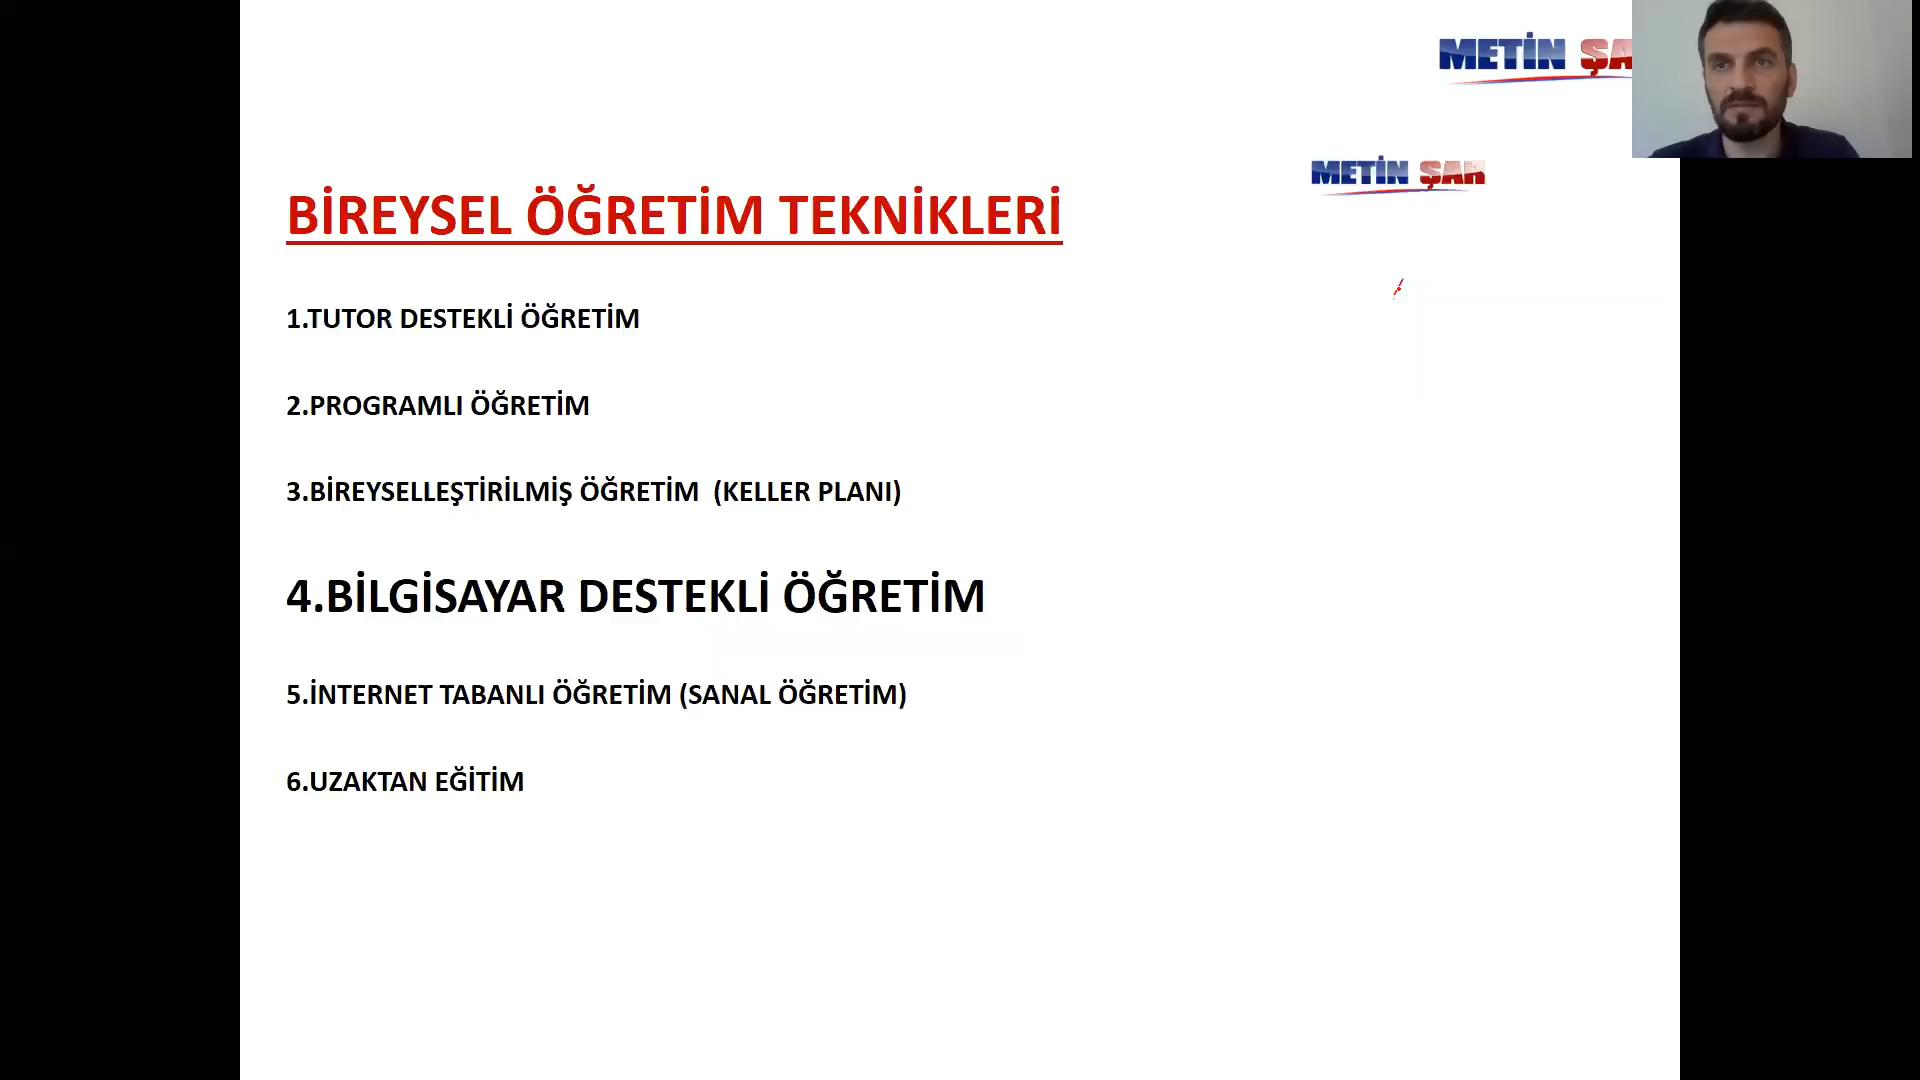 METİN ŞA
METİN ŞAH
BİREYSEL ÖĞRETİM TEKNİKLERİ
1.TUTOR DESTEKLİ ÖĞRETİM
2.PROGRAMLI ÖĞRETİM
3.BİREYSELLEŞTİRİLMİŞ ÖĞRETİM (KELLER PLANI)
4.BİLGİSAYAR DESTEKLİ ÖĞRETİM
5.İNTERNET TABANLI ÖĞRETİM (SANAL ÖĞRETİM)
6.UZAKTAN EĞİTİM